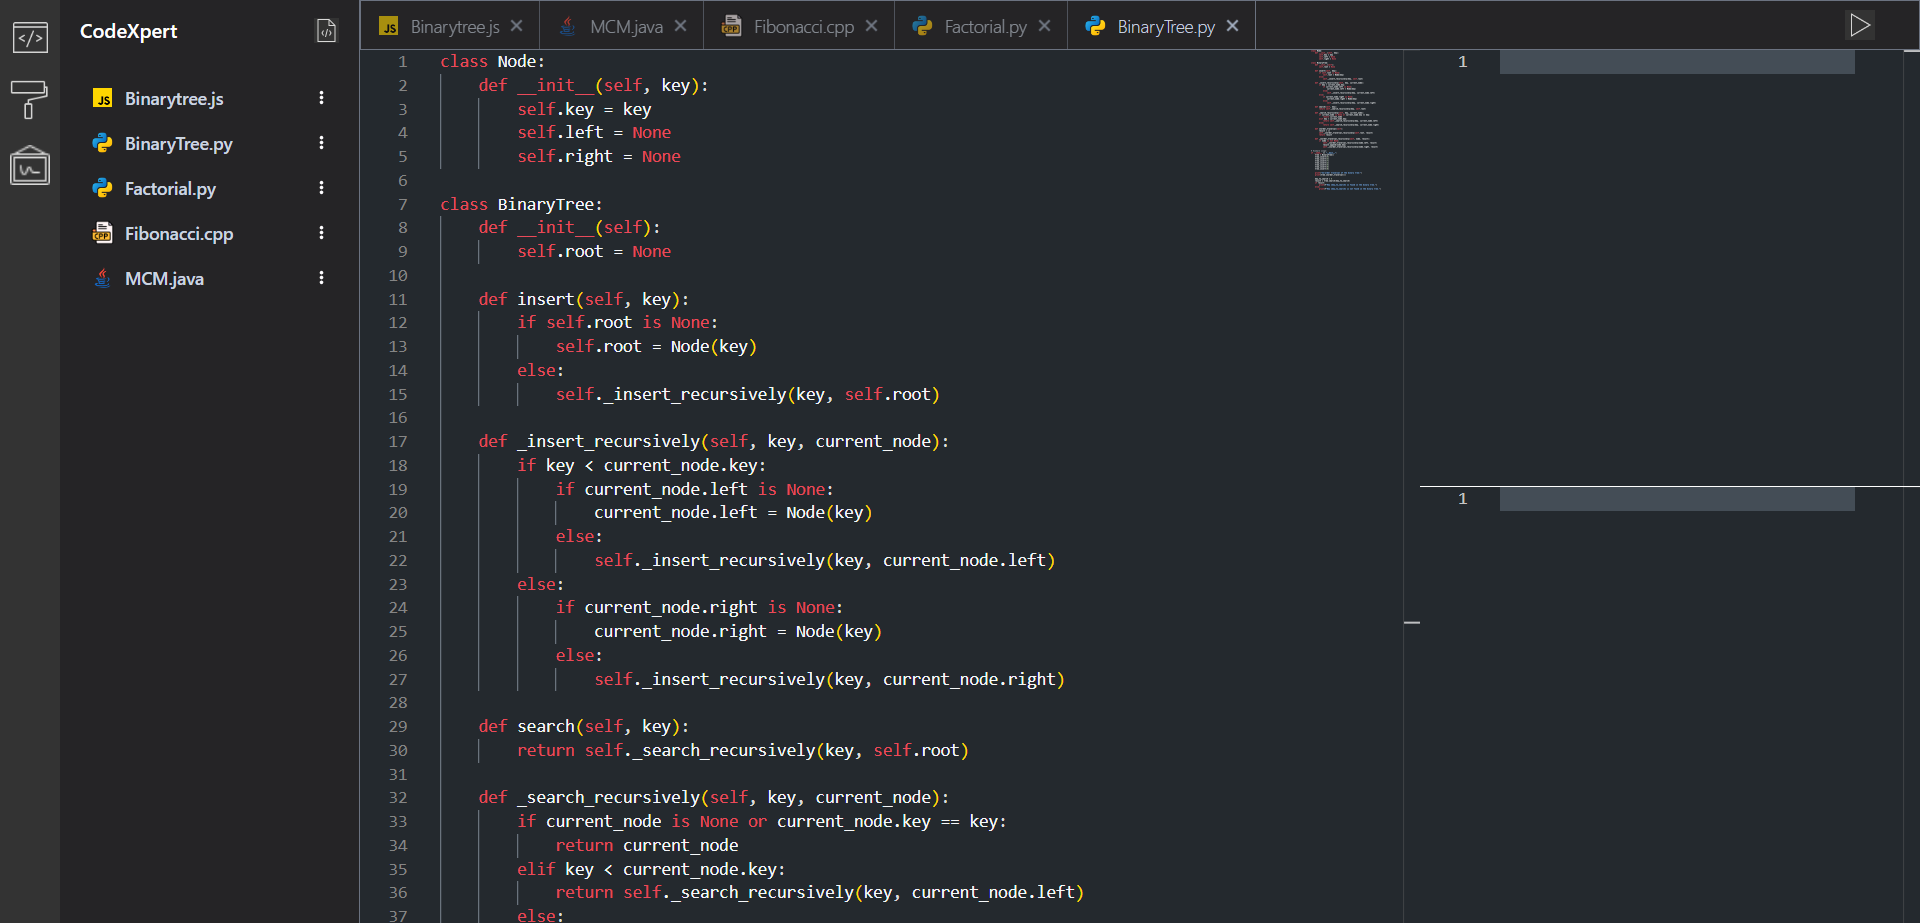 CodeXpert
Binarytree.js
BinaryTree.py
Factorial.py
Fibonacci.cpp
MCM.java
Binarytree.js
MCM.java
Fibonacci.cpp
Factorial.py
BinaryTree.py
1 class Node:
2     def __init__(self, key):
3         self.key = key
4         self.left = None
5         self.right = None
6
7 class BinaryTree:
8     def __init__(self):
9         self.root = None
10
11     def insert(self, key):
12         if self.root is None:
13             self.root = Node(key)
14         else:
15             self._insert_recursively(key, self.root)
16
17     def _insert_recursively(self, key, current_node):
18         if key < current_node.key:
19             if current_node.left is None:
20                 current_node.left = Node(key)
21             else:
22                 self._insert_recursively(key, current_node.left)
23         else:
24             if current_node.right is None:
25                 current_node.right = Node(key)
26             else:
27                 self._insert_recursively(key, current_node.right)
28
29     def search(self, key):
30         return self._search_recursively(key, self.root)
31
32     def _search_recursively(self, key, current_node):
33         if current_node is None or current_node.key == key:
34             return current_node
35         elif key < current_node.key:
36             return self._search_recursively(key, current_node.left)
37         else:
1
1